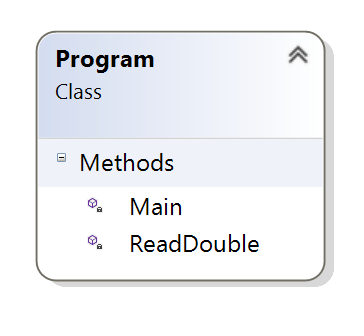 Program
Class
Methods
Main
ReadDouble